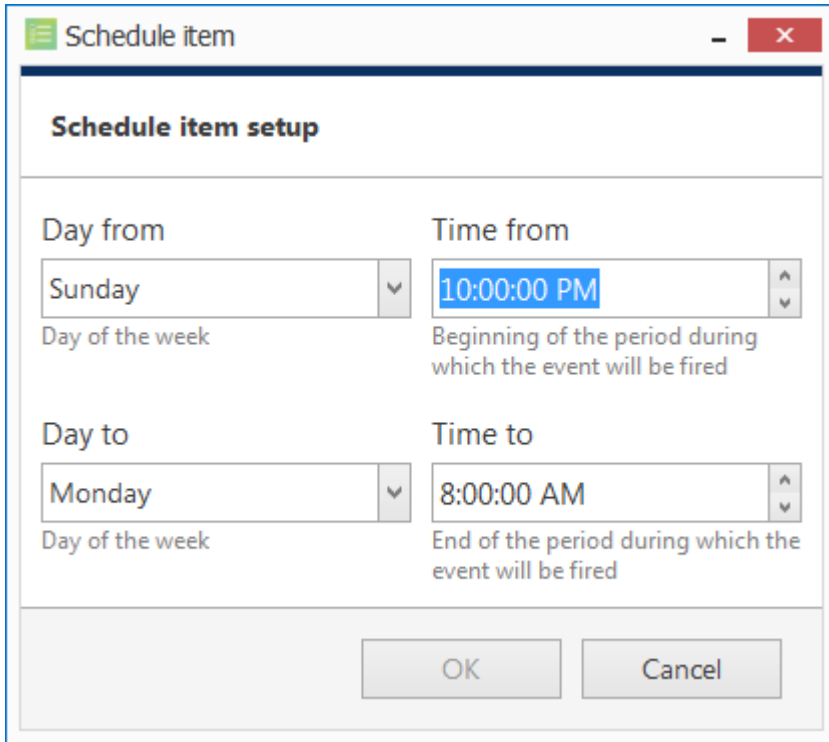 Schedule item
Schedule item setup
Day from
Time from
Sunday
10:00:00 PM
Day of the week
Beginning of the period during
which the event will be fired
Day to
Time to
Monday
8:00:00 AM
Day of the week
End of the period during which the
event will be fired
OK
Cancel